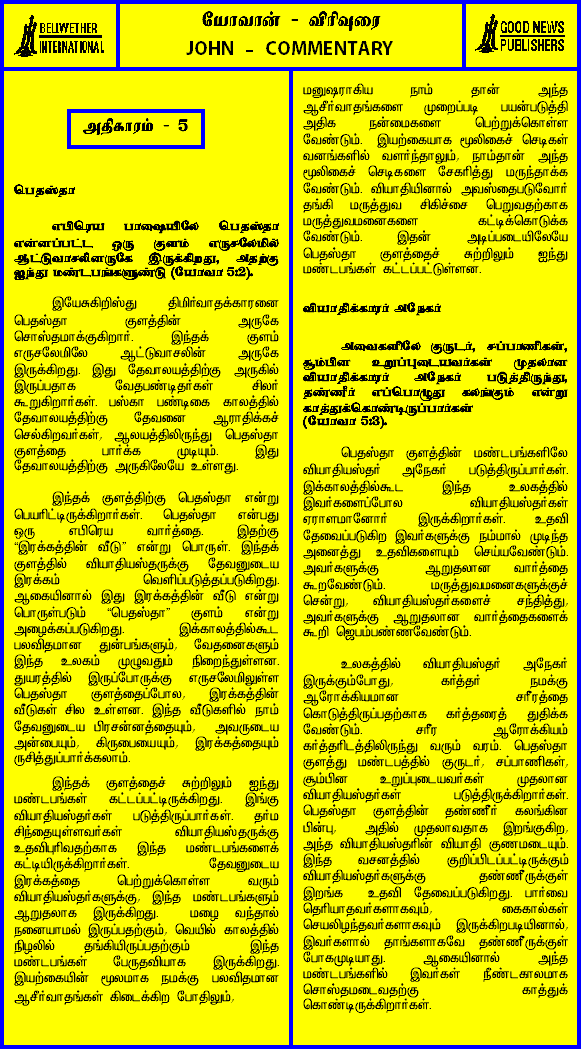 BELWETHER
INTERNATIONAL
யோவான் - விரிவுரை
JOHN - COMMENTARY
GOOD NEWS
PUBLISHERS
அதிகாரம் - 5
பெதஸ்தா
எபிரெய பாஷையிலே பெதஸ்தா
என்னப்பட்ட ஒரு குளம் எருசலேமில்
ஆட்டுவாசலினருகே இருக்கிறது, அதற்கு
ஐந்து மண்டபங்களுண்டு (யோவா 5:2).
இயேசுகிறிஸ்து திமிர்வாதக்காரனை
பெதஸ்தா குளத்தின் அருகே
சொஸ்தமாக்குகிறார். இந்தக் குளம்
எருசலேமிலே ஆட்டுவாசலின் அருகே
இருக்கிறது. இது தேவாலயத்திற்கு அருகில்
இருப்பதாக வேதபண்டிதர்கள் சிலர்
கூறுகிறார்கள். பஸ்கா பண்டிகை காலத்தில்
தேவாலயத்திற்கு தேவனை ஆராதிக்கச்
செல்கிறவர்கள், ஆலயத்திலிருந்து பெதஸ்தா
குளத்தை பார்க்க முடியும். இது
தேவாலயத்திற்கு அருகிலேயே உள்ளது.
இந்தக் குளத்திற்கு பெதஸ்தா என்று
பெயரிட்டிருக்கிறார்கள். பெதஸ்தா என்பது
ஒரு எபிரெய வார்த்தை. இதற்கு
“இரக்கத்தின் வீடு” என்று பொருள். இந்தக்
குளத்தில் வியாதியஸ்தருக்கு தேவனுடைய
இரக்கம் வெளிப்படுத்தப்படுகிறது.
ஆகையினால் இது இரக்கத்தின் வீடு என்று
பொருள்படும் “பெதஸ்தா” குளம் என்று
அழைக்கப்படுகிறது. இக்காலத்தில்கூட
பலவிதமான துன்பங்களும், வேதனைகளும்
இந்த உலகம் முழுவதும் நிறைந்துள்ளன.
துயரத்தில் இருப்போருக்கு எருசலேமிலுள்ள
பெதஸ்தா குளத்தைப்போல, இரக்கத்தின்
வீடுகள் சில உள்ளன. இந்த வீடுகளில் நாம்
தேவனுடைய பிரசன்னத்தையும், அவருடைய
அன்பையும், கிருபையையும், இரக்கத்தையும்
ருசித்துப்பார்க்கலாம்.
இந்தக் குளத்தைச் சுற்றிலும் ஐந்து
மண்டபங்கள் கட்டப்பட்டிருக்கிறது. இங்கு
வியாதியஸ்தர்கள் படுத்திருப்பார்கள். தர்ம
சிந்தையுள்ளவர்கள் வியாதியஸ்தருக்கு
உதவிபுரிவதற்காக இந்த மண்டபங்களைக்
கட்டியிருக்கிறார்கள். தேவனுடைய
இரக்கத்தை பெற்றுக்கொள்ள வரும்
வியாதியஸ்தர்களுக்கு, இந்த மண்டபங்களும்
ஆறுதலாக இருக்கிறது. மழை வந்தால்
நனையாமல் இருப்பதற்கும், வெயில் காலத்தில்
நிழலில் தங்கியிருப்பதற்கும் இந்த
மண்டபங்கள் பேருதவியாக இருக்கிறது.
இயற்கையின் மூலமாக நமக்கு பலவிதமான
ஆசீர்வாதங்கள் கிடைக்கிற போதிலும்,
மனுஷராகிய நாம் தான் அந்த
ஆசீர்வாதங்களை முறைப்படி பயன்படுத்தி
அதிக நன்மைகளை பெற்றுக்கொள்ள
வேண்டும். இயற்கையாக மூலிகைச் செடிகள்
வனங்களில் வளர்ந்தாலும், நாம்தான் அந்த
மூலிகைச் செடிகளை சேகரித்து மருந்தாக்க
வேண்டும். வியாதியினால் அவஸ்தைபடுவோர்
தங்கி மருத்துவ சிகிச்சை பெறுவதற்காக
மருத்துவமனைகளை கட்டிக்கொடுக்க
வேண்டும். இதன் அடிப்படையிலேயே
பெதஸ்தா குளத்தைச் சுற்றிலும் ஐந்து
மண்டபங்கள் கட்டப்பட்டுள்ளன.
வியாதிக்காரர் அநேகர்
அவைகளிலே குருடர், சப்பாணிகள்,
சூம்பின உறுப்புடையவர்கள் முதலான
வியாதிக்காரர் அநேகர் படுத்திருந்து,
தண்ணீர் எப்பொழுது கலங்கும் என்று
காத்துக்கொண்டிருப்பார்கள்
(யோவா 5:3).
பெதஸ்தா குளத்தின் மண்டபங்களிலே
வியாதியஸ்தர் அநேகர் படுத்திருப்பார்கள்.
இக்காலத்தில்கூட இந்த உலகத்தில்
இவர்களைப்போல வியாதியஸ்தர்கள்
ஏராளமானோர் இருக்கிறார்கள். உதவி
தேவைப்படுகிற இவர்களுக்கு நம்மால் முடிந்த
அனைத்து உதவிகளையும் செய்யவேண்டும்.
அவர்களுக்கு ஆறுதலான வார்த்தை
கூறவேண்டும். மருத்துவமனைகளுக்குச்
சென்று, வியாதியஸ்தர்களைச் சந்தித்து,
அவர்களுக்கு ஆறுதலான வார்த்தைகளைக்
கூறி ஜெபம்பண்ணவேண்டும்.
உலகத்தில் வியாதியஸ்தர் அநேகர்
இருக்கும்போது, கர்த்தர் நமக்கு
ஆரோக்கியமான சரீரத்தை
கொடுத்திருப்பதற்காக கர்த்தரைத் துதிக்க
வேண்டும். சரீர ஆரோக்கியம்
கர்த்தரிடத்திலிருந்து வரும் வரம். பெதஸ்தா
குளத்து மண்டபத்தில் குருடர், சப்பாணிகள்,
சூம்பின உறுப்புடையவர்கள் முதலான
வியாதியஸ்தர்கள் படுத்திருக்கிறார்கள்.
பெதஸ்தா குளத்தின் தண்ணீர் கலங்கின
பின்பு, அதில் முதலாவதாக இறங்குகிற,
அந்த வியாதியஸ்தரின் வியாதி குணமடையும்.
இந்த வசனத்தில் குறிப்பிடப்பட்டிருக்கும்
வியாதியஸ்தர்களுக்கு தண்ணீருக்குள்
இறங்க உதவி தேவைப்படுகிறது. பார்வை
தெரியாதவர்களாகவும், கைகால்கள்
செயலிழந்தவர்களாகவும் இருக்கிறபடியினால்,
இவர்களால் தாங்களாகவே தண்ணீருக்குள்
போகமுடியாது. ஆகையினால் அந்த
மண்டபங்களில் இவர்கள் நீண்டகாலமாக
சொஸ்தமடைவதற்கு காத்துக்
கொண்டிருக்கிறார்கள்.